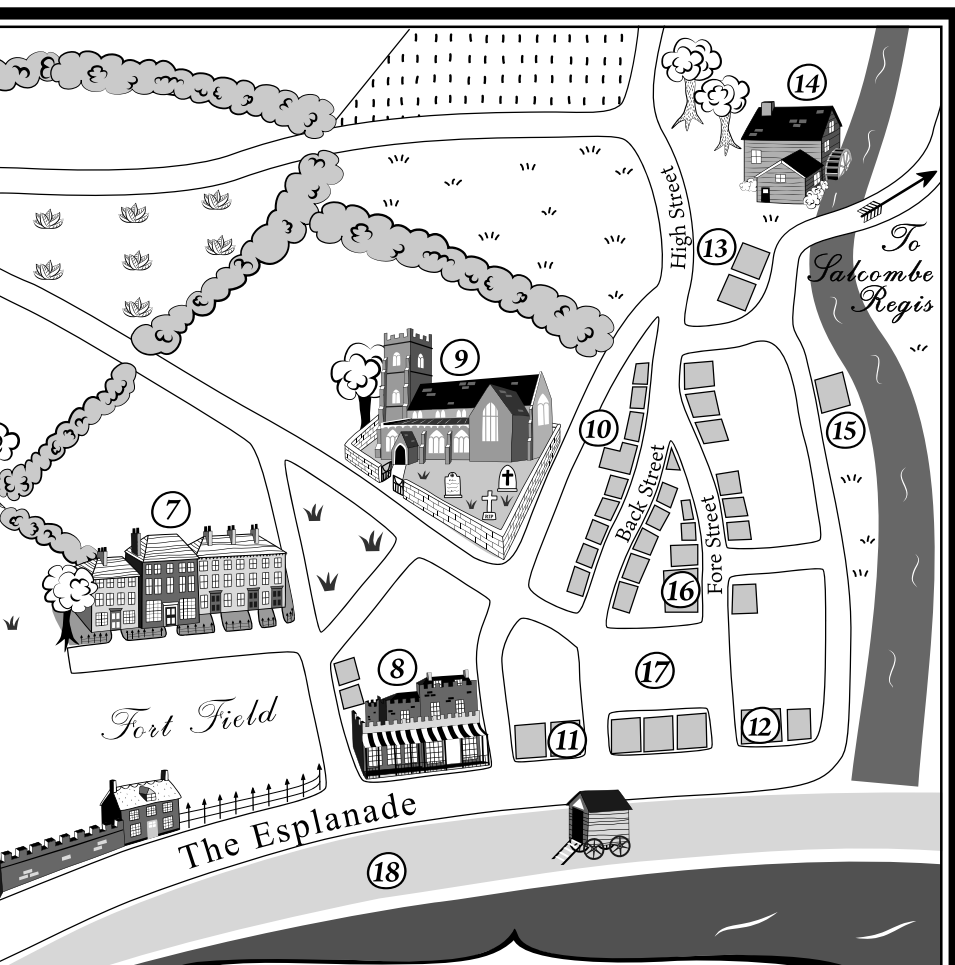 14
High Street
13
To
Salcombe
Regis
9
10
15
Back Street
7
Fore Street
16
8
17
Fort Field
11
12
The Esplanade
18
RIP